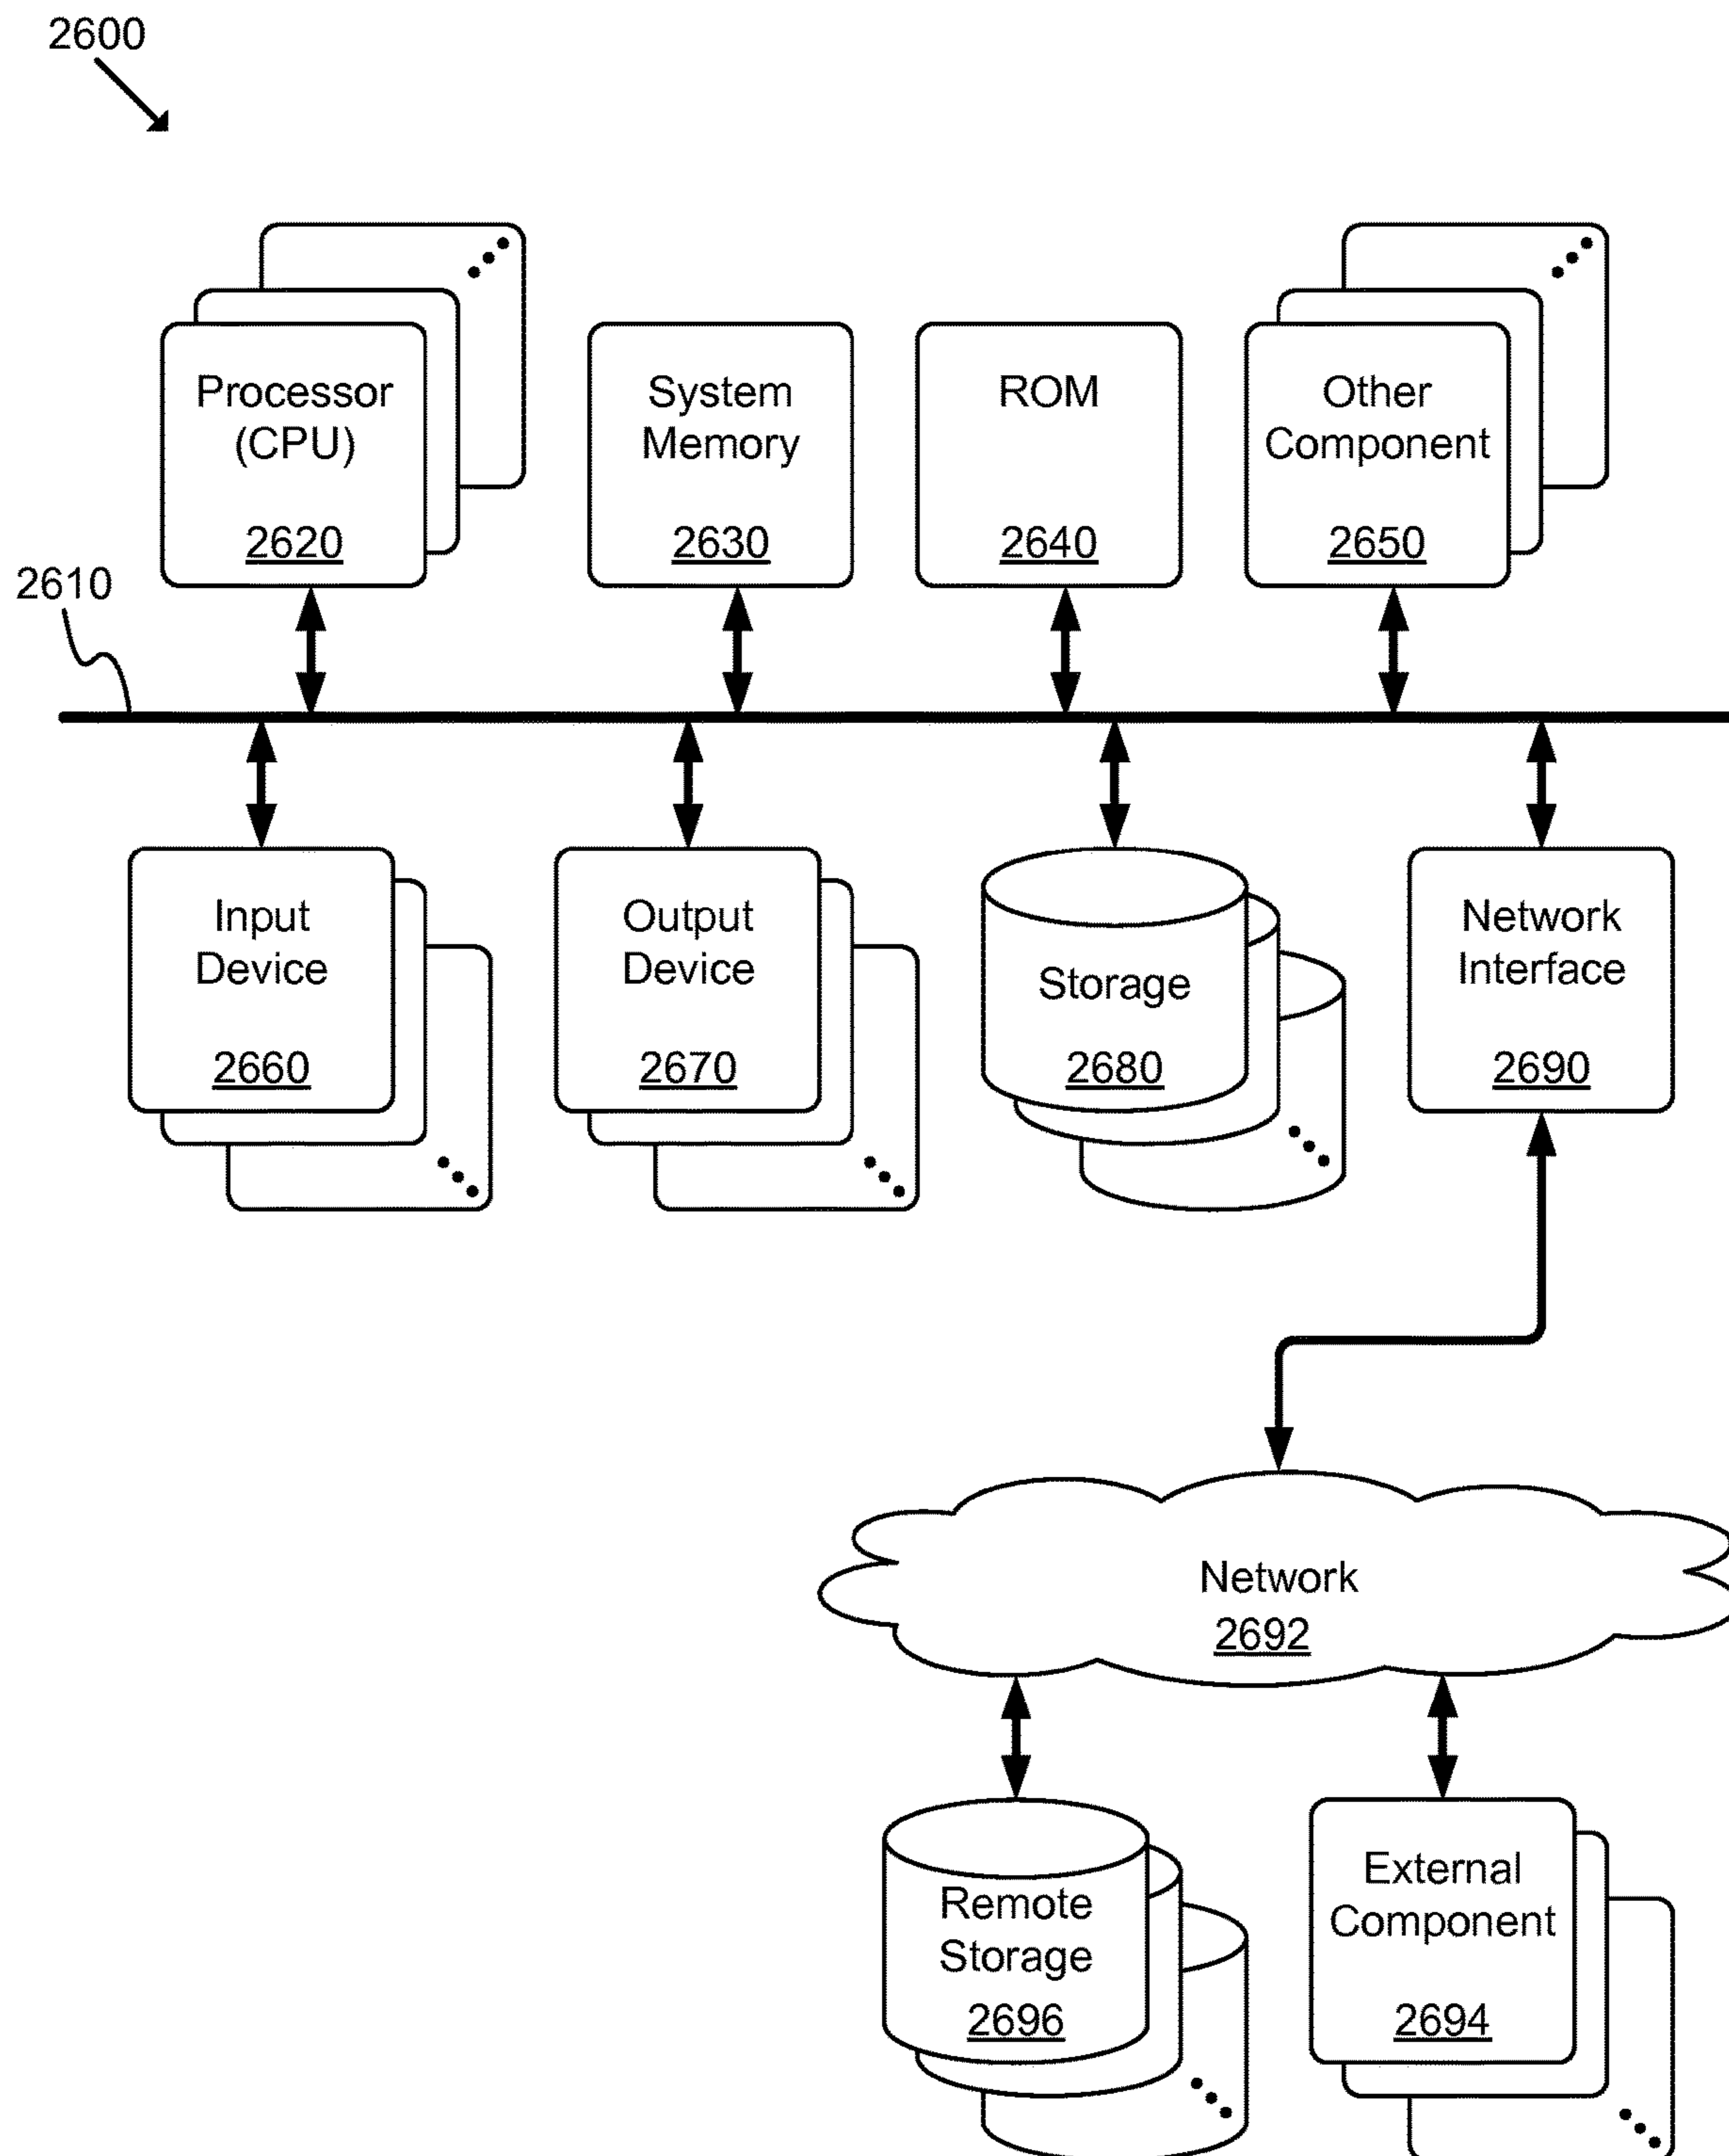 2600
Processor
(CPU)
2620
System
Memory
2630
ROM
2640
Other
Component
2650
2610
Input
Device
2660
Output
Device
2670
Storage
2680
Network
Interface
2690
Network
2692
Remote
Storage
2696
External
Component
2694